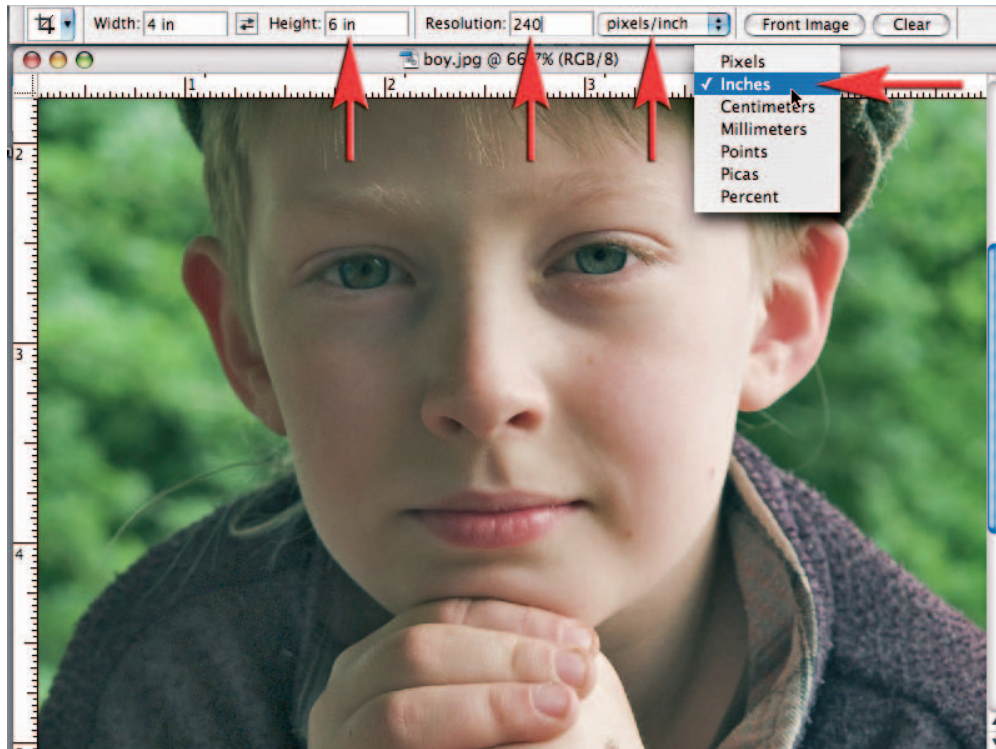 Width: 4 in Height: 6 in Resolution: 240 pixels/inch Front Image Clear
boy.jpg @ 66.7% (RGB/8)
1 2 3
Pixels
✓ Inches
Centimeters
Millimeters
Points
Picas
Percent
2
3
4